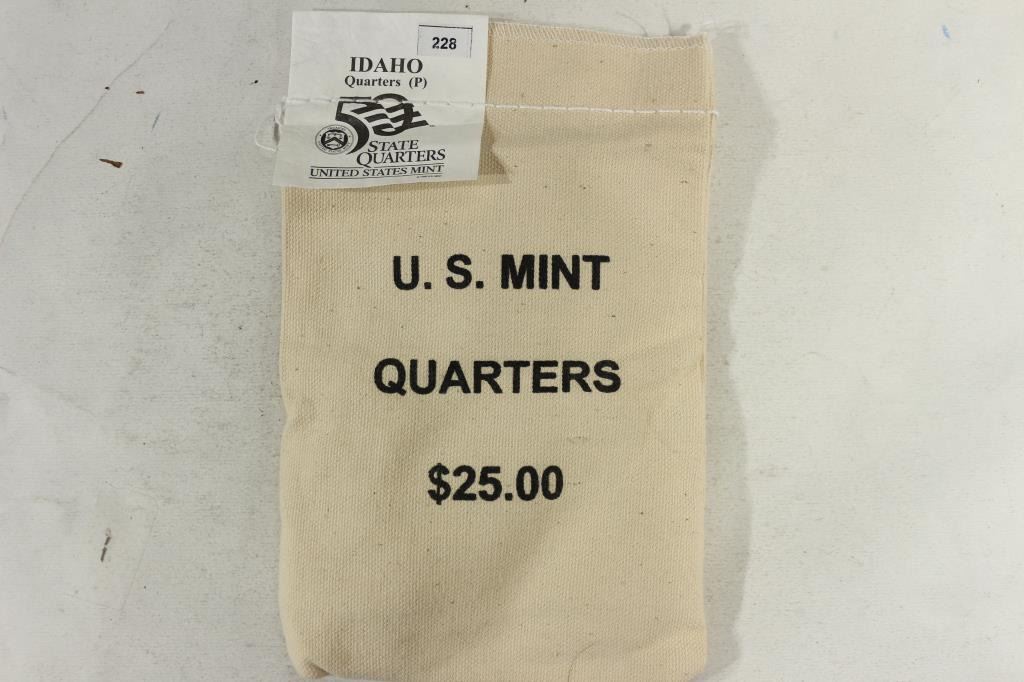 228
IDAHO
Quarters (P)
50
STATE
QUARTERS
UNITED STATES MINT
U. S. MINT
QUARTERS
$25.00